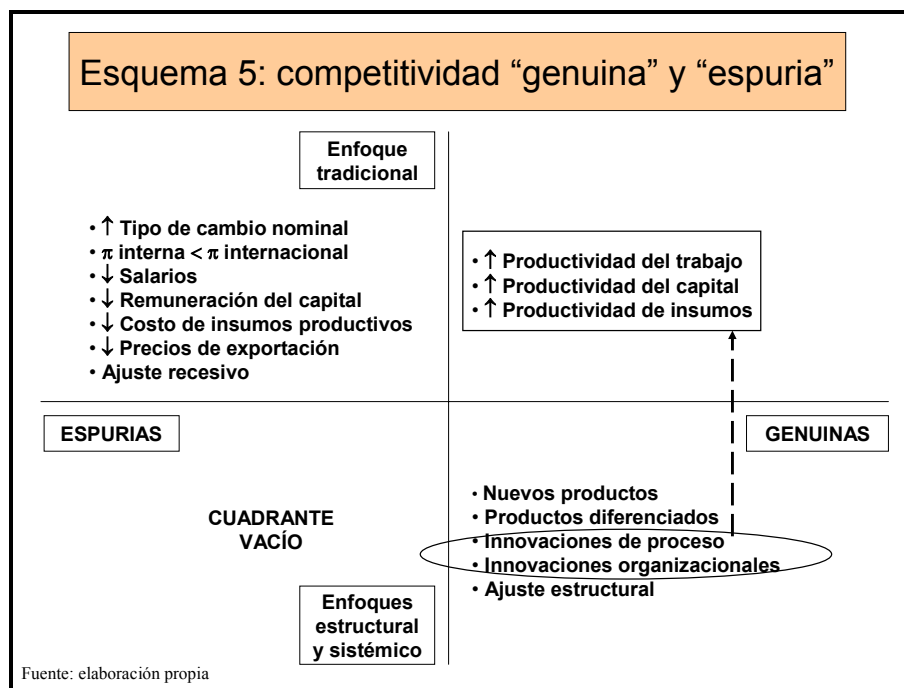 Esquema 5: competitividad “genuina” y “espuria”
Enfoque
tradicional
• ↑ Tipo de cambio nominal
• π interna < π internacional
• ↓ Salarios
• ↓ Remuneración del capital
• ↓ Costo de insumos productivos
• ↓ Precios de exportación
• Ajuste recesivo
• ↑ Productividad del trabajo
• ↑ Productividad del capital
• ↑ Productividad de insumos
ESPURIAS
GENUINAS
CUADRANTE
VACÍO
• Nuevos productos
• Productos diferenciados
• Innovaciones de proceso
• Innovaciones organizacionales
• Ajuste estructural
Enfoques
estructural
y sistémico
Fuente: elaboración propia